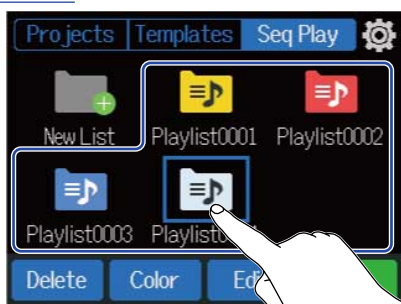 Projects Templates Seq Play
New List Playlist0001 Playlist0002
Playlist0003
Delete Color